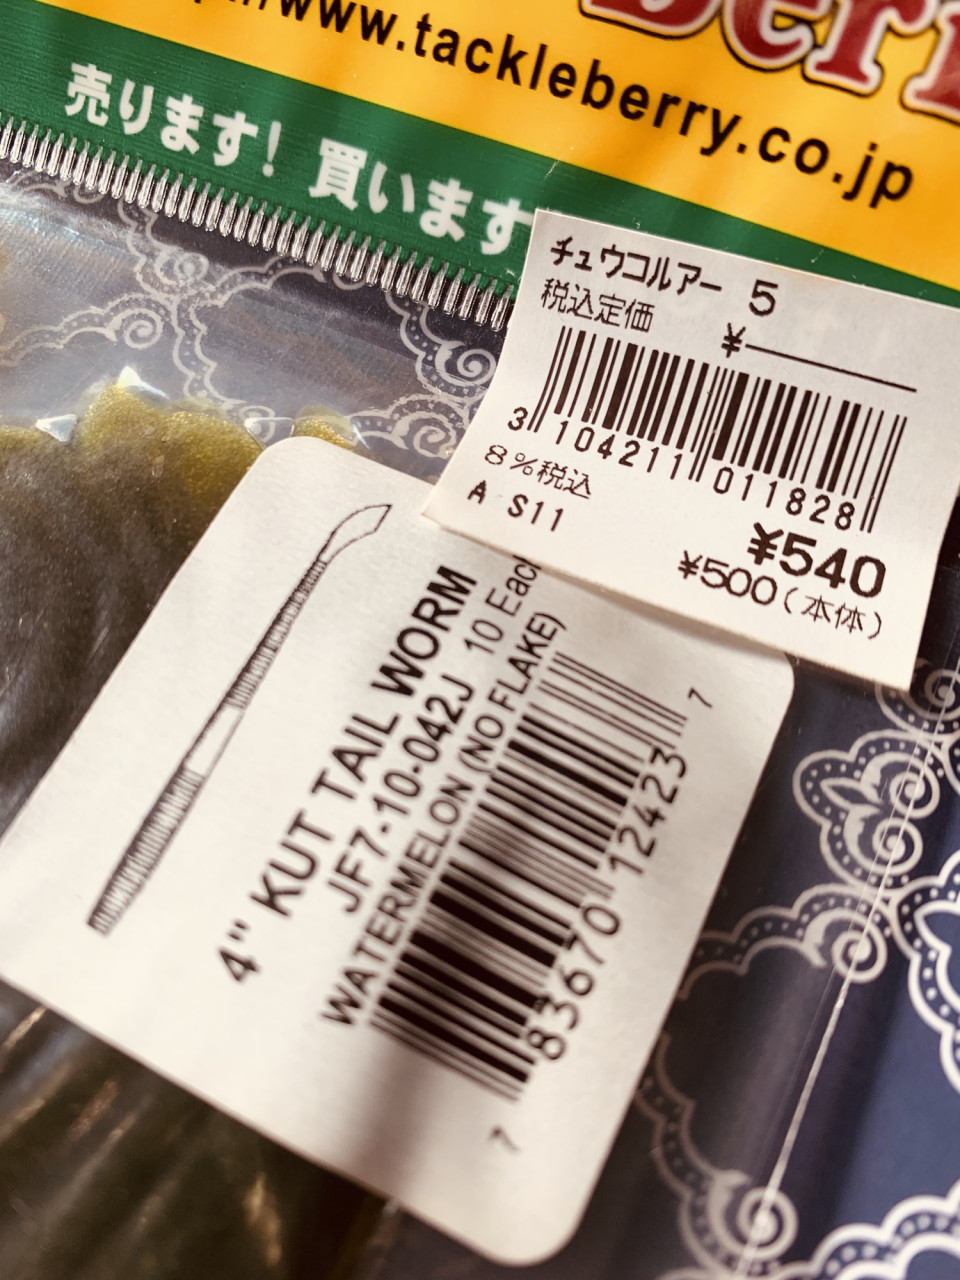 Berr
www.tackleberry.co.jp
売ります! 買います
チュウコルアー 5
税込定価
¥
3 104211 011828
8%税込
A S11
¥540
¥500(本体)
4" KUT TAIL WORM
JF7-10-042J 10 Each
WATERMELON (NO FLAKE)
7 83670 12423 7